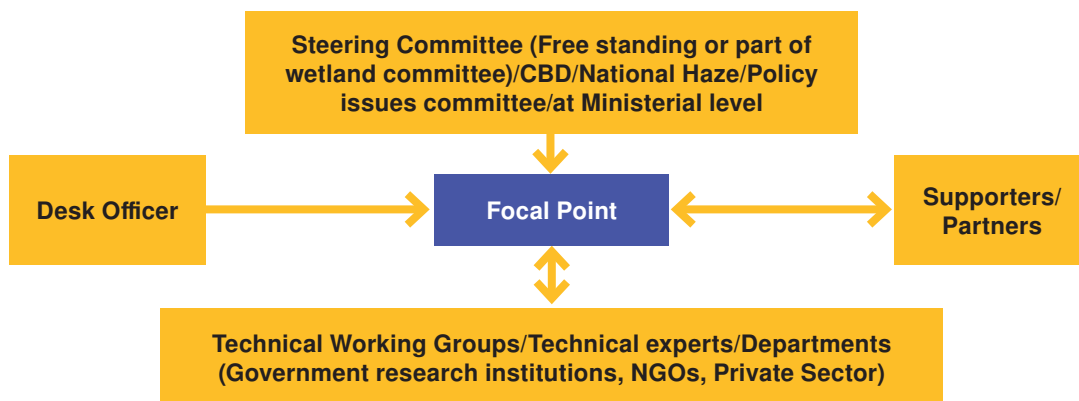 Steering Committee (Free standing or part of
wetland committee)/CBD/National Haze/Policy
issues committee/at Ministerial level
Desk Officer
Focal Point
Supporters/
Partners
Technical Working Groups/Technical experts/Departments
(Government research institutions, NGOs, Private Sector)